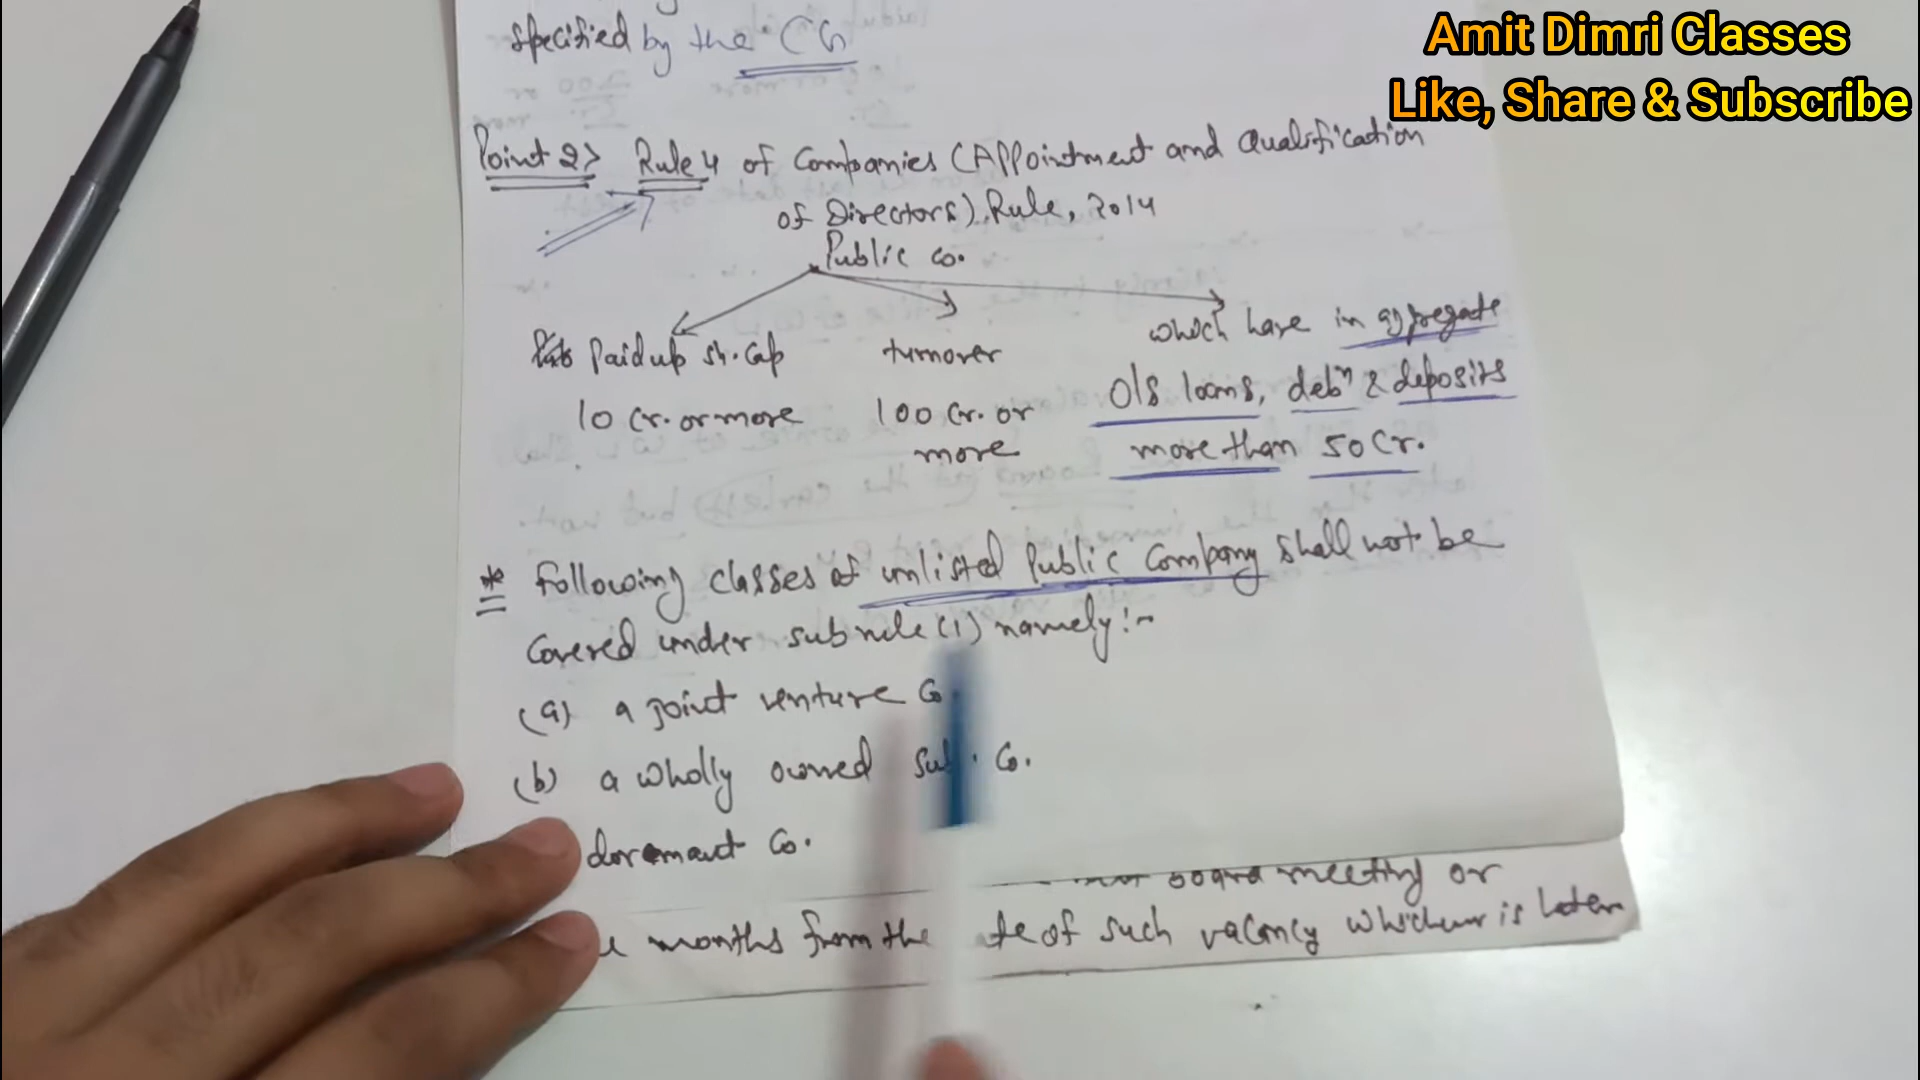 Amit Dimri Classes
Like, Share & Subscribe
specified by the CG
Point 2> Rule 4 of Companies (Appointment and Qualification
of Directors) Rule, 2014
Public Co.
Paidup sh. Cap
10 Cr. or more
turnover
100 Cr. or
more
which have in aggregate
O/S loans, debⁿ & deposits
more than 50 Cr.
* following classes of unlisted Public Company shall not be
Covered under subrule (1) namely:-
(a) a joint venture Co.
(b) a wholly owned Sub. Co.
dormant Co.
board meeting or
months from the of such vacancy whichever is later